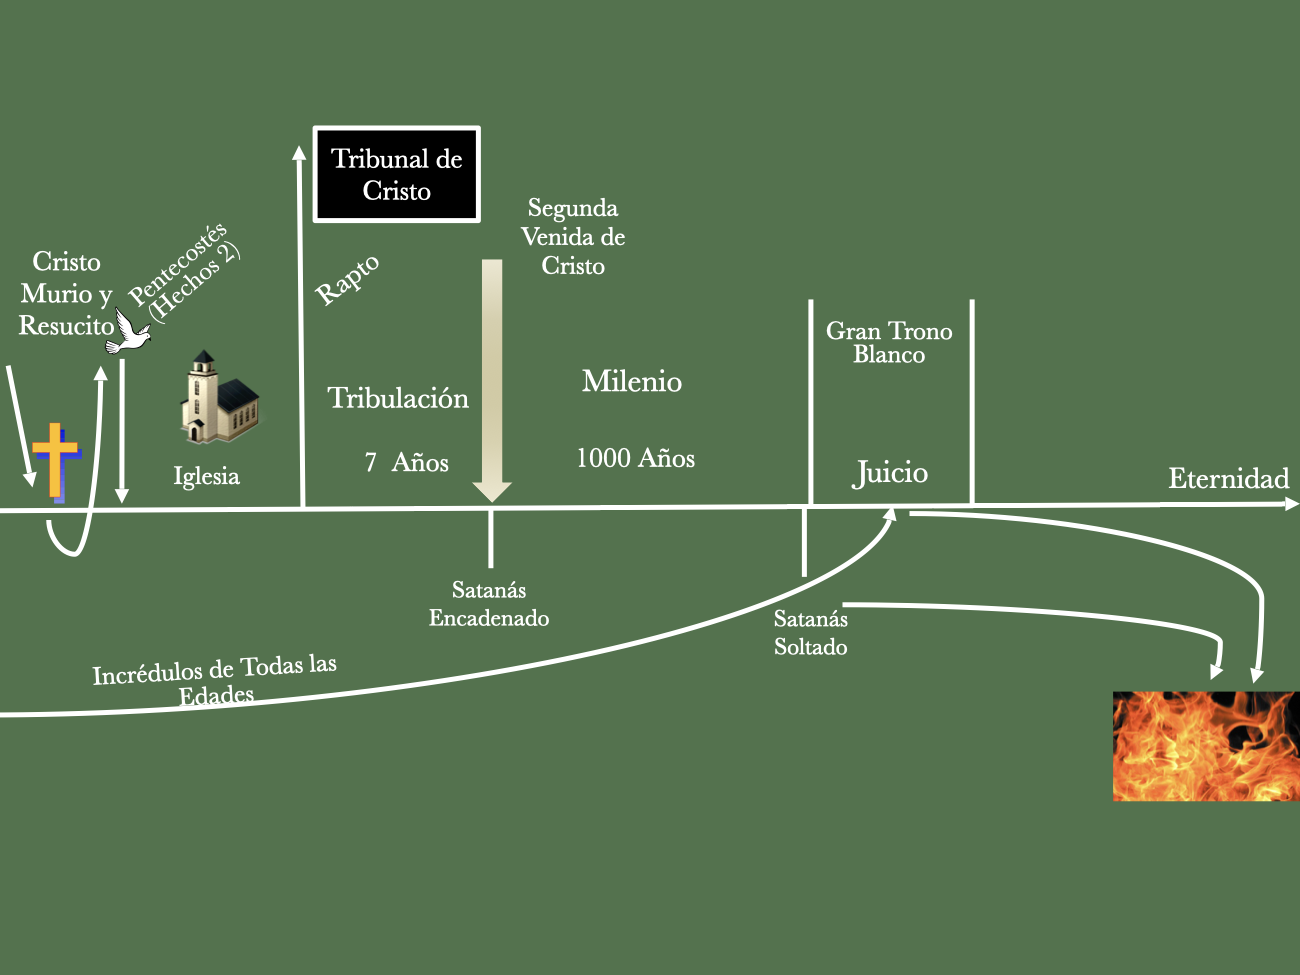 Tribunal de
Cristo
Segunda
Venida de
Cristo
Cristo
Murio y
Resucito
Pentecostés
(Hechos 2)
Rapto
Gran Trono
Blanco
Tribulación
7 Años
Milenio
1000 Años
Juicio
Iglesia
Eternidad
Satanás
Encadenado
Satanás
Soltado
Incrédulos de Todas las
Edades